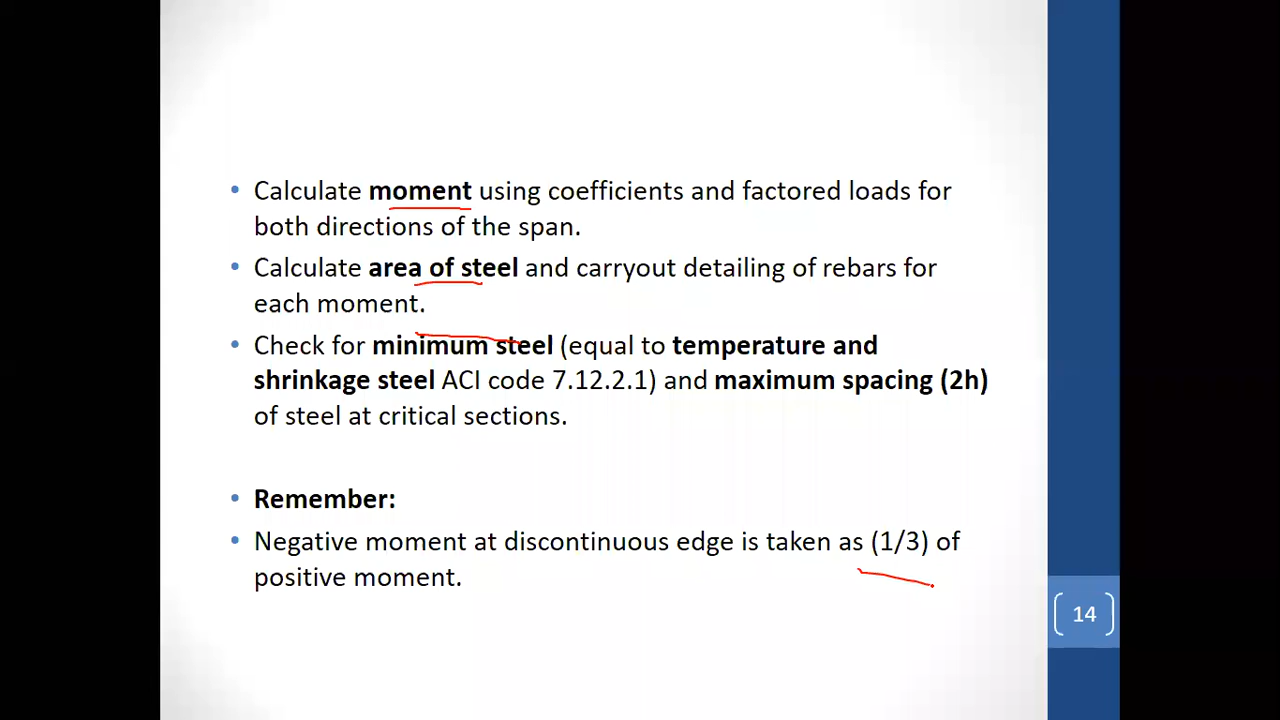 • Calculate moment using coefficients and factored loads for
both directions of the span.
• Calculate area of steel and carryout detailing of rebars for
each moment.
• Check for minimum steel (equal to temperature and
shrinkage steel ACI code 7.12.2.1) and maximum spacing (2h)
of steel at critical sections.
• Remember:
• Negative moment at discontinuous edge is taken as (1/3) of
positive moment.
14